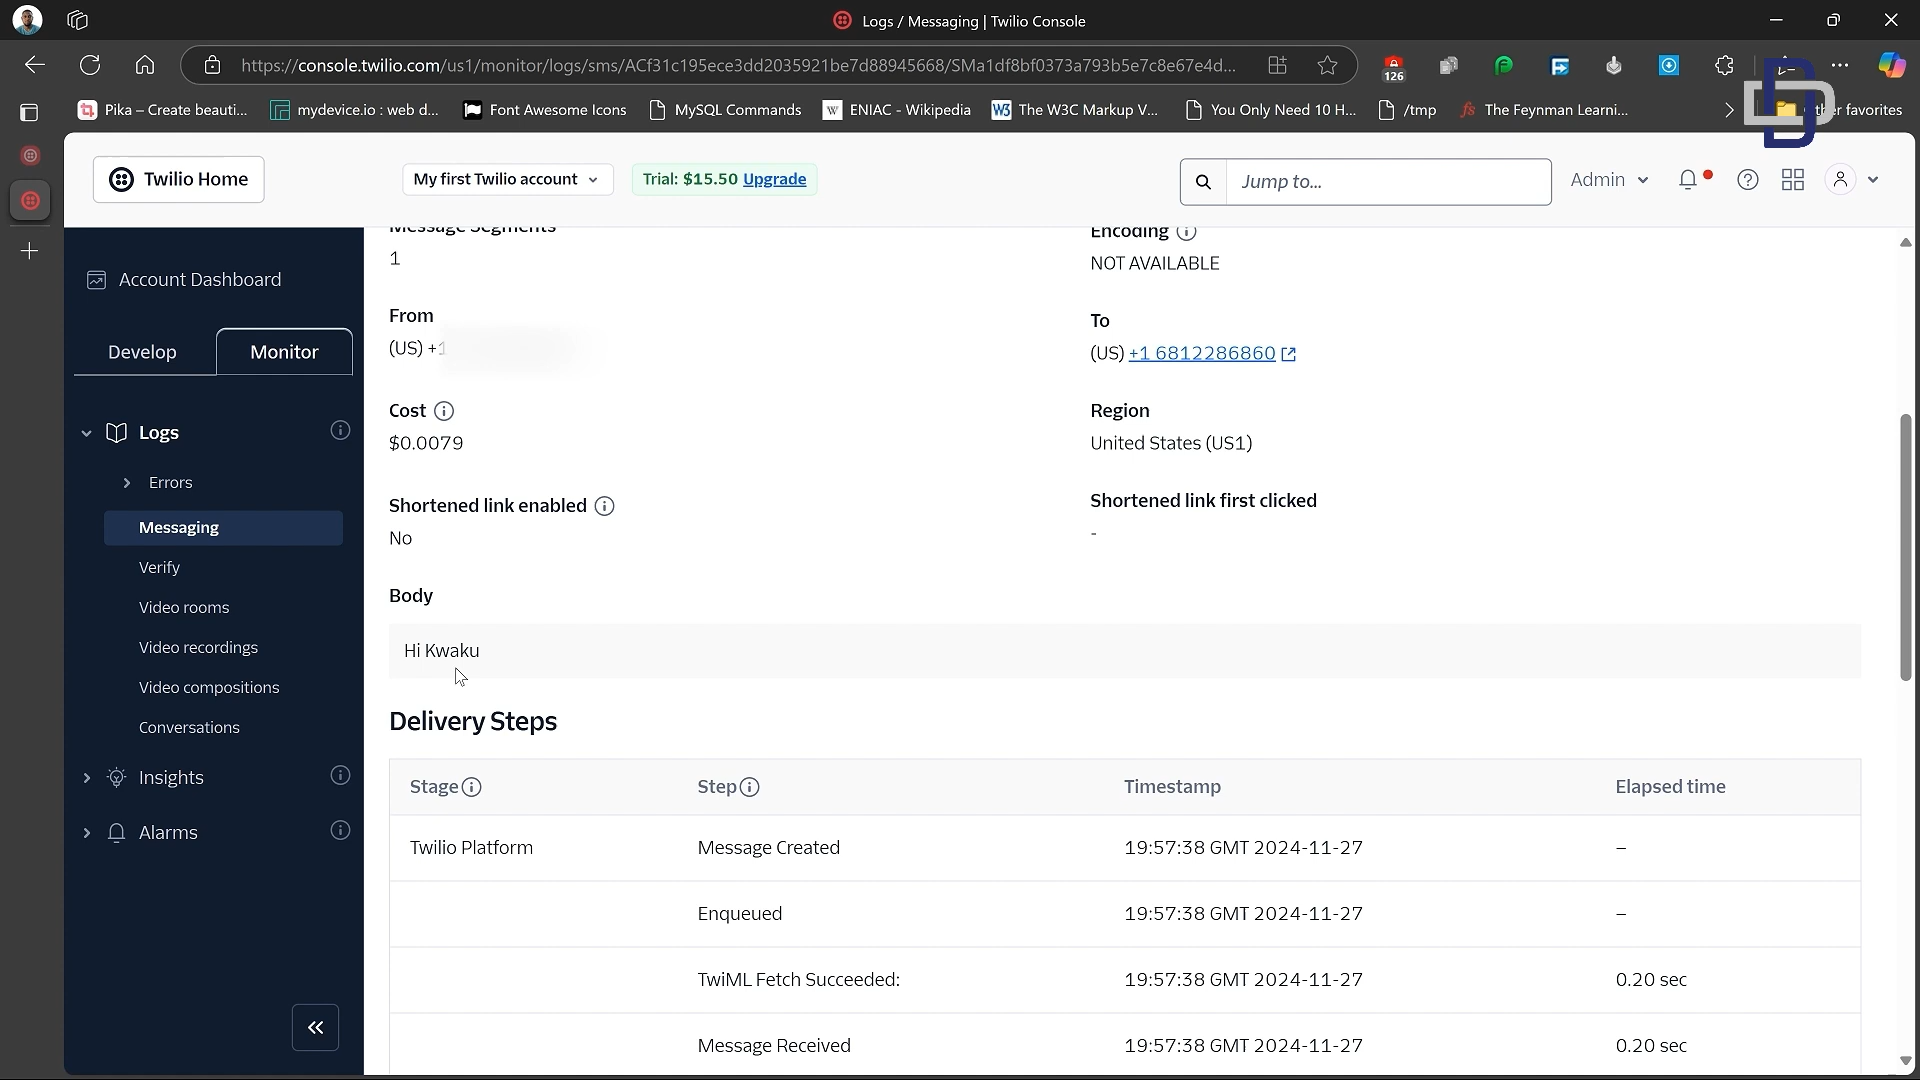 Logs / Messaging | Twilio Console
https://console.twilio.com/us1/monitor/logs/sms/ACf31c195ece3dd2035921be7d88945668/SMa1df8bf0373a793b5e7c8e67e4d...
126
Pika – Create beauti...
mydevice.io : web d...
Font Awesome Icons
MySQL Commands
ENIAC - Wikipedia
The W3C Markup V...
You Only Need 10 H...
/tmp
The Feynman Learni...
her favorites
Twilio Home
My first Twilio account
Trial: $15.50 Upgrade
Jump to...
Admin
Account Dashboard
Develop
Monitor
Logs
Errors
Messaging
Verify
Video rooms
Video recordings
Video compositions
Conversations
Insights
Alarms
Message Segments
1
Encoding
NOT AVAILABLE
From
(US) +1
To
(US) +1 6812286860
Cost
$0.0079
Region
United States (US1)
Shortened link enabled
No
Shortened link first clicked
-
Body
Hi Kwaku
Delivery Steps
Stage Step Timestamp Elapsed time
Twilio Platform Message Created 19:57:38 GMT 2024-11-27 –
Enqueued 19:57:38 GMT 2024-11-27 –
TwiML Fetch Succeeded: 19:57:38 GMT 2024-11-27 0.20 sec
Message Received 19:57:38 GMT 2024-11-27 0.20 sec